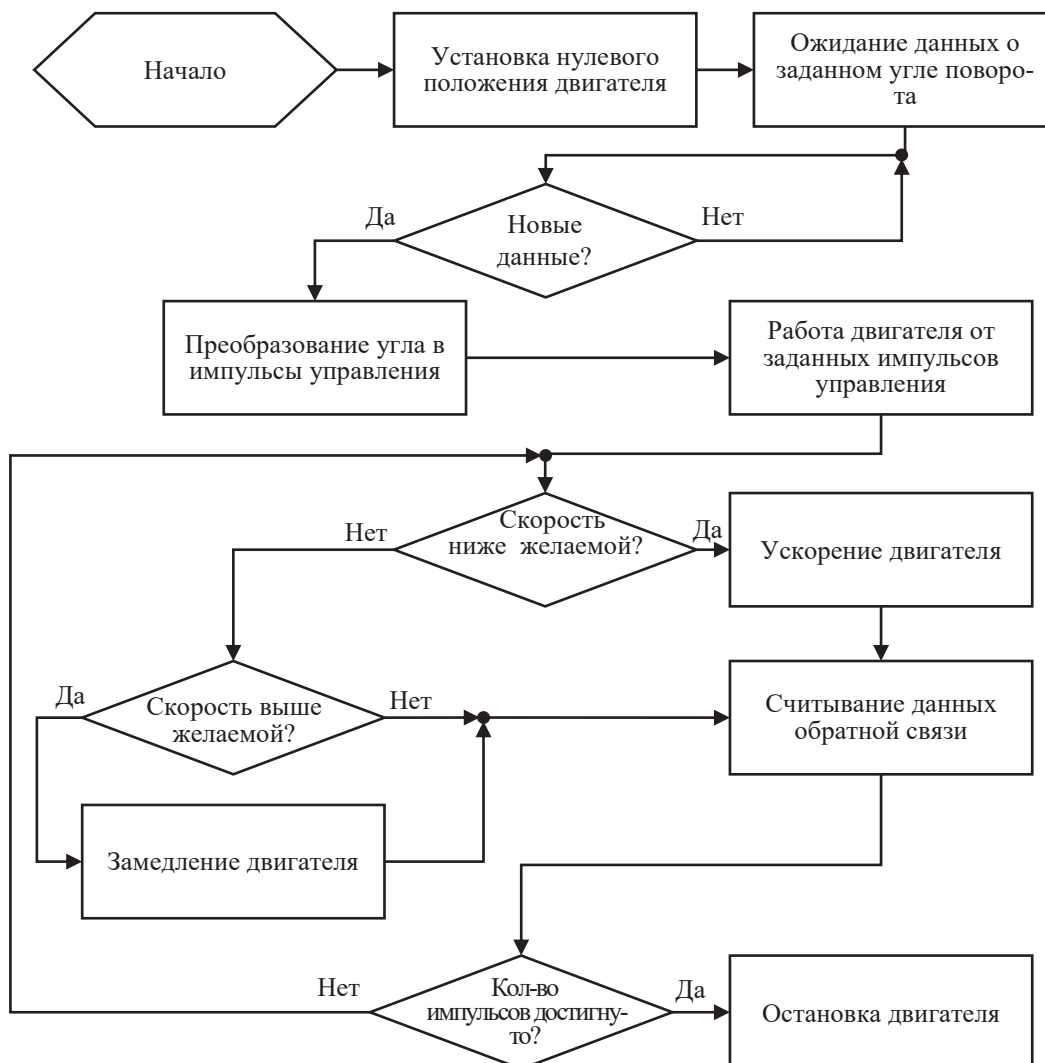 Начало
Установка нулевого
положения двигателя
Ожидание данных о
заданном угле поворо-
та
Да
Новые
данные?
Нет
Преобразование угла в
импульсы управления
Работа двигателя от
заданных импульсов
управления
Нет
Скорость
ниже желаемой?
Да
Ускорение двигателя
Да
Скорость выше
желаемой?
Нет
Считывание данных
обратной связи
Замедление двигателя
Нет
Кол-во
импульсов достигну-
то?
Да
Остановка двигателя